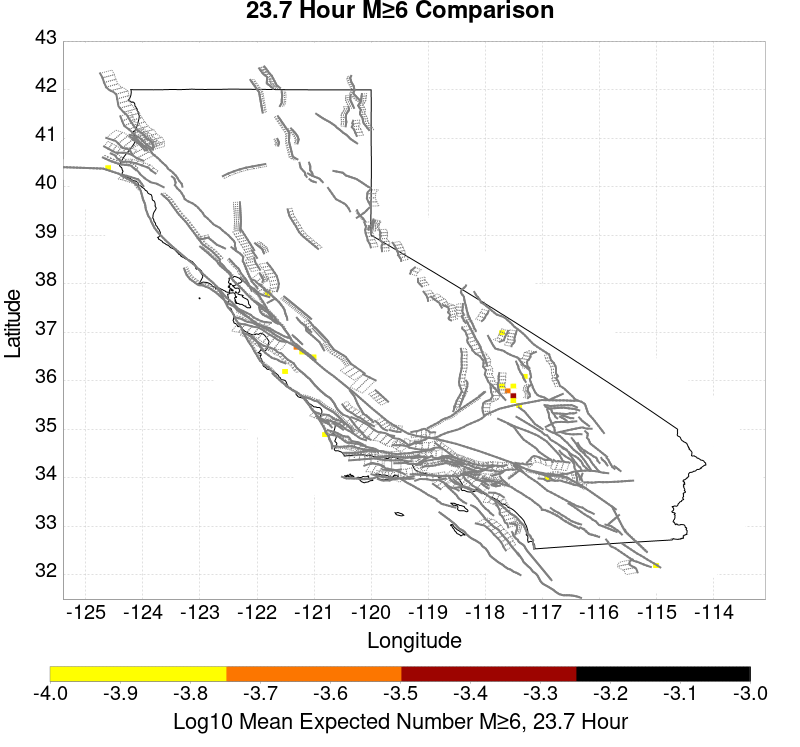 23.7 Hour M≥6 Comparison
43
42
41
40
39
38
37
36
35
34
33
32
Latitude
-125 -124 -123 -122 -121 -120 -119 -118 -117 -116 -115 -114
Longitude
-4.0 -3.9 -3.8 -3.7 -3.6 -3.5 -3.4 -3.3 -3.2 -3.1 -3.0
Log10 Mean Expected Number M≥6, 23.7 Hour